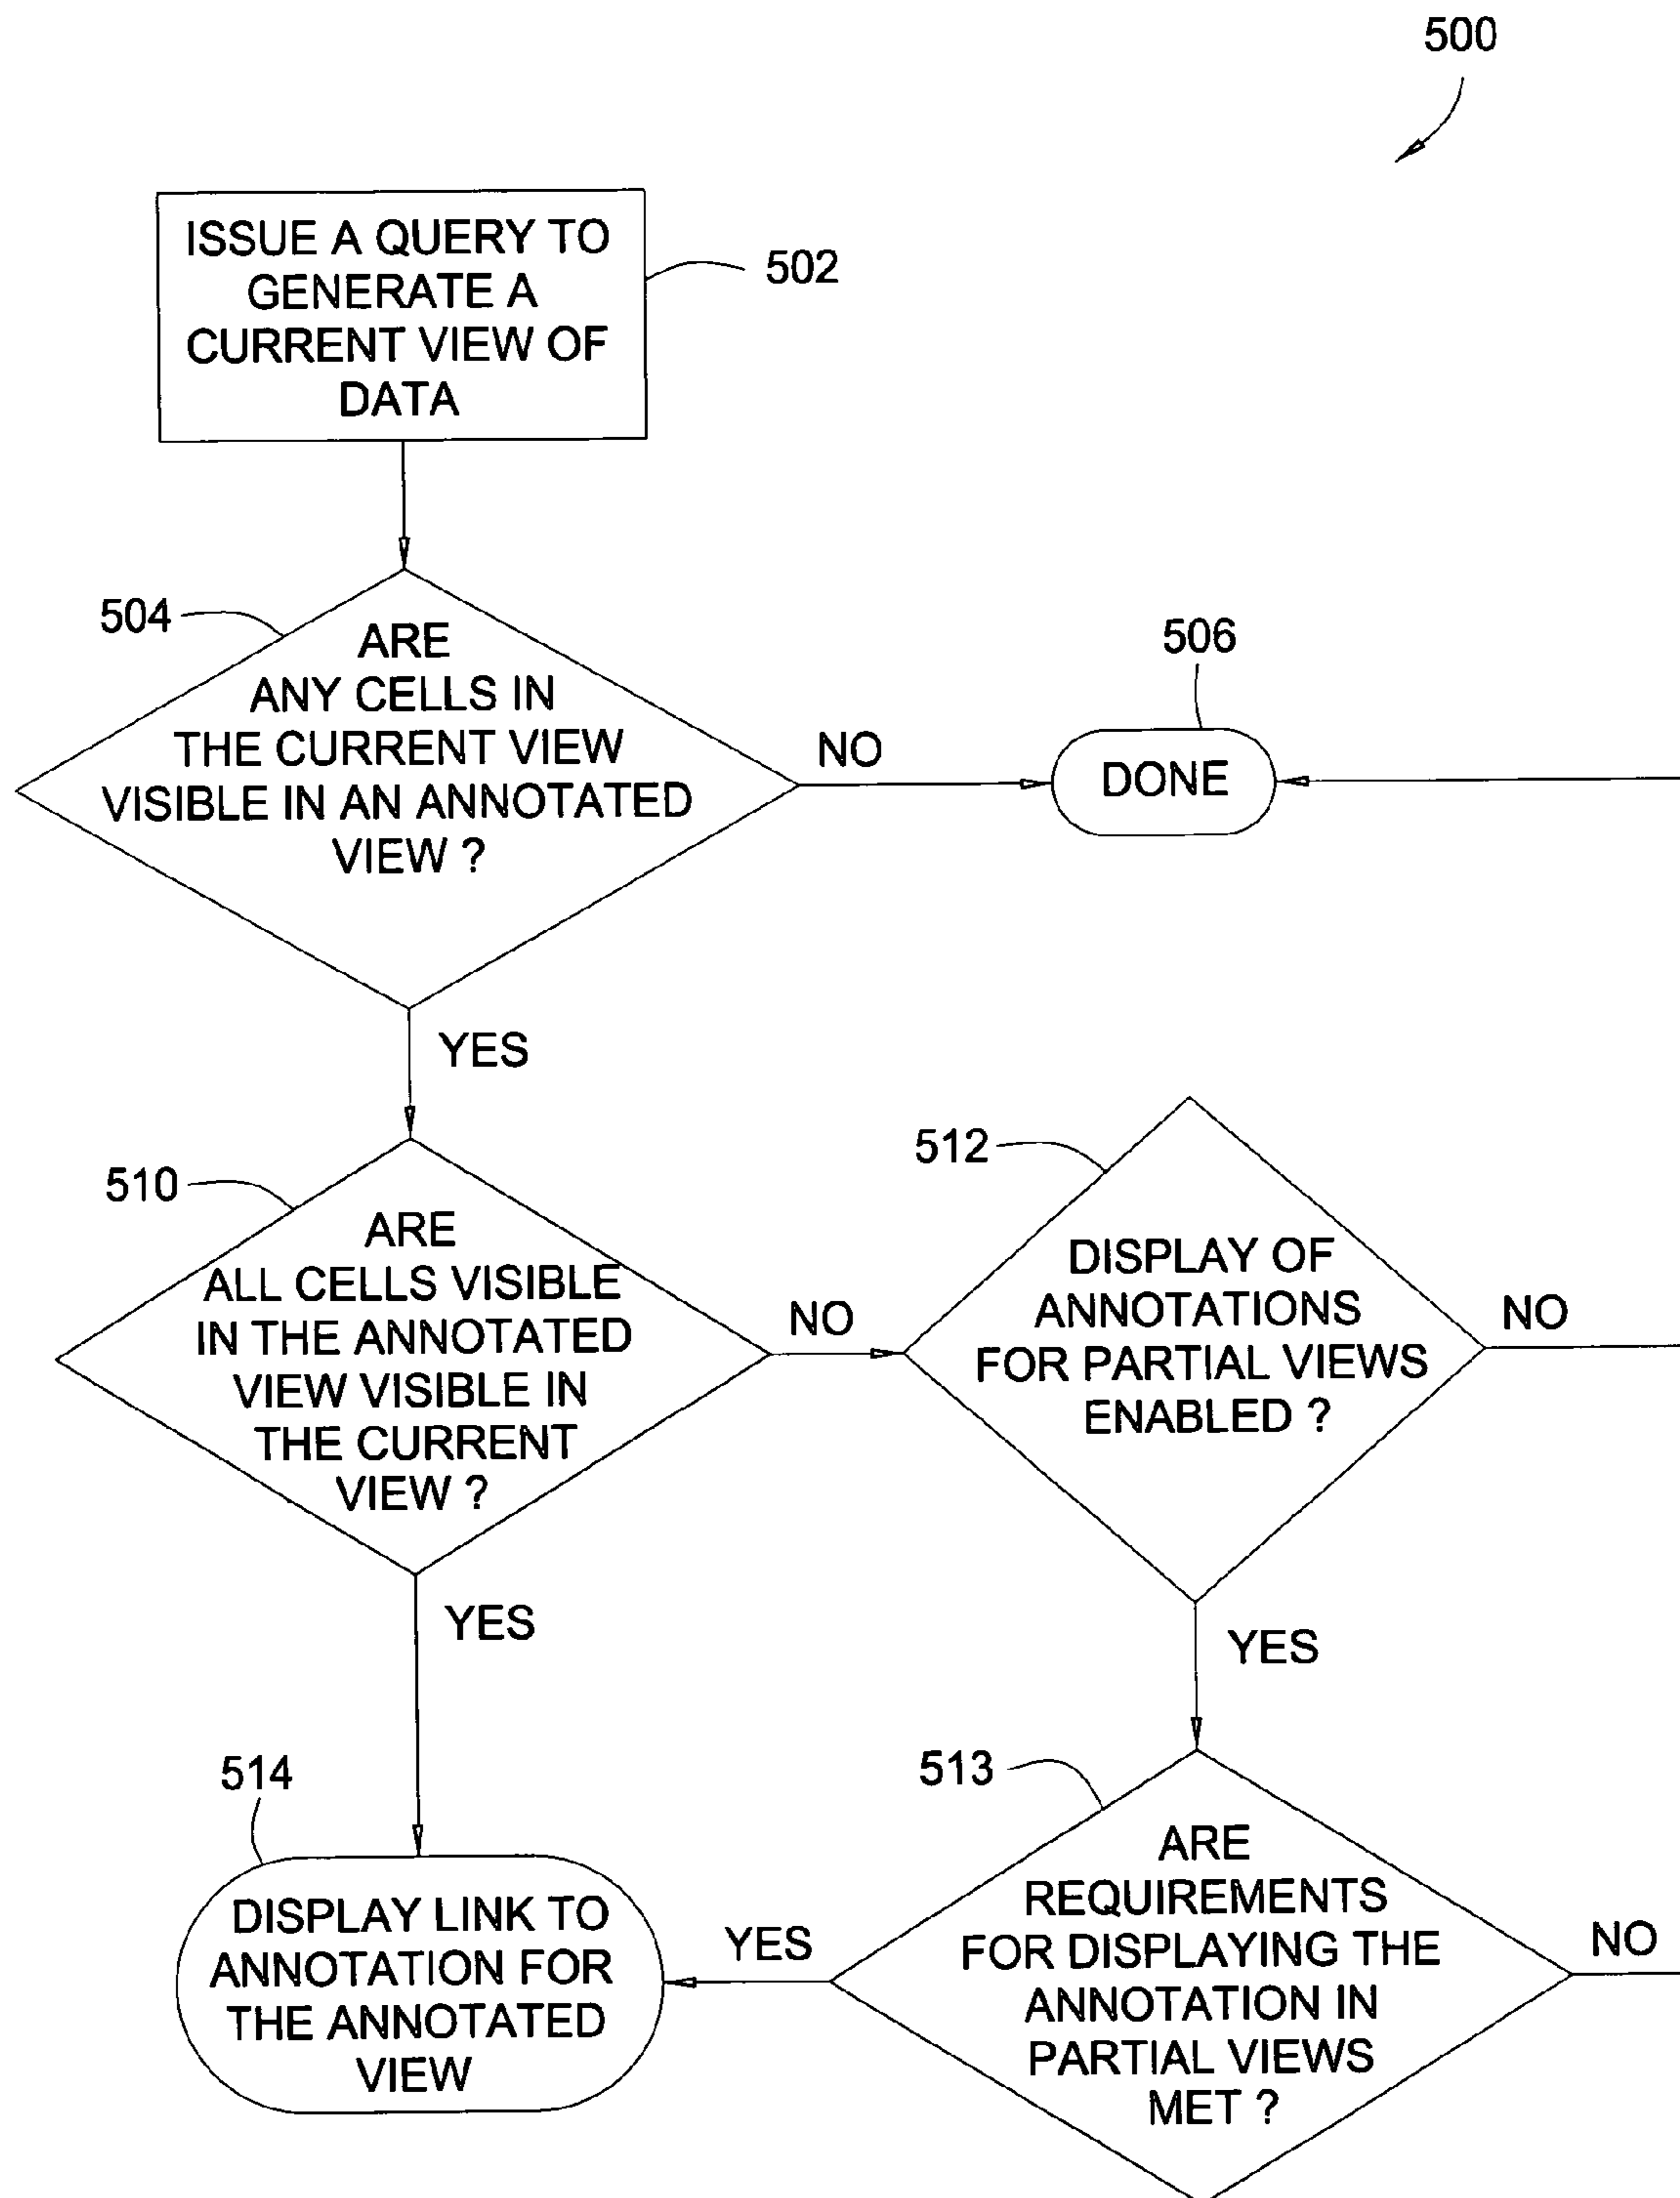 500
ISSUE A QUERY TO
GENERATE A
CURRENT VIEW OF
DATA
502
504
ARE
ANY CELLS IN
THE CURRENT VIEW
VISIBLE IN AN ANNOTATED
VIEW ?
NO
506
DONE
YES
510
ARE
ALL CELLS VISIBLE
IN THE ANNOTATED
VIEW VISIBLE IN
THE CURRENT
VIEW ?
NO
512
DISPLAY OF
ANNOTATIONS
FOR PARTIAL VIEWS
ENABLED ?
NO
YES
YES
514
DISPLAY LINK TO
ANNOTATION FOR
THE ANNOTATED
VIEW
YES
513
ARE
REQUIREMENTS
FOR DISPLAYING THE
ANNOTATION IN
PARTIAL VIEWS
MET ?
NO